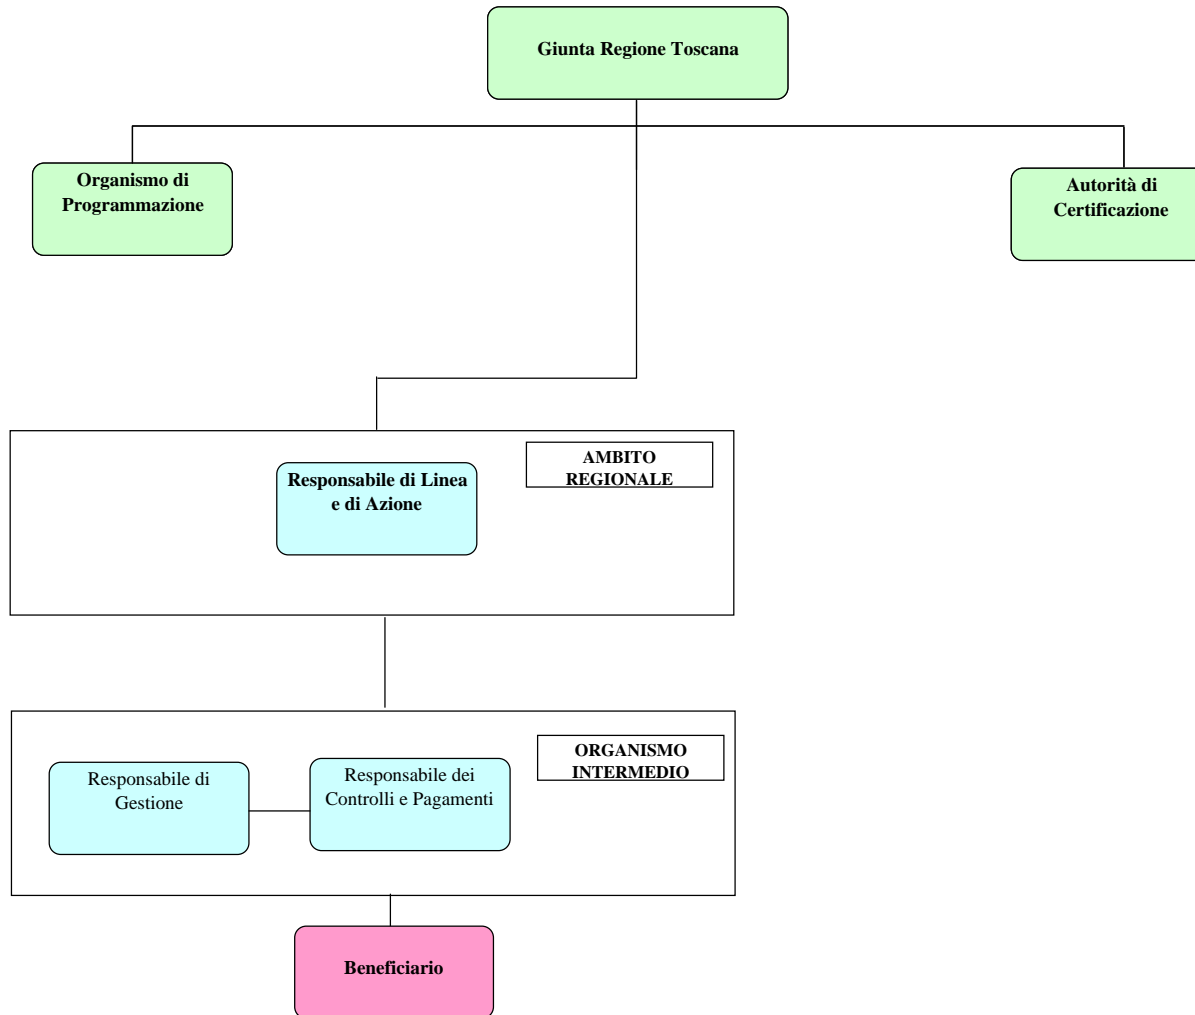 Giunta Regione Toscana
Organismo di
Programmazione
Autorità di
Certificazione
AMBITO
REGIONALE
Responsabile di Linea
e di Azione
ORGANISMO
INTERMEDIO
Responsabile di
Gestione
Responsabile dei
Controlli e Pagamenti
Beneficiario